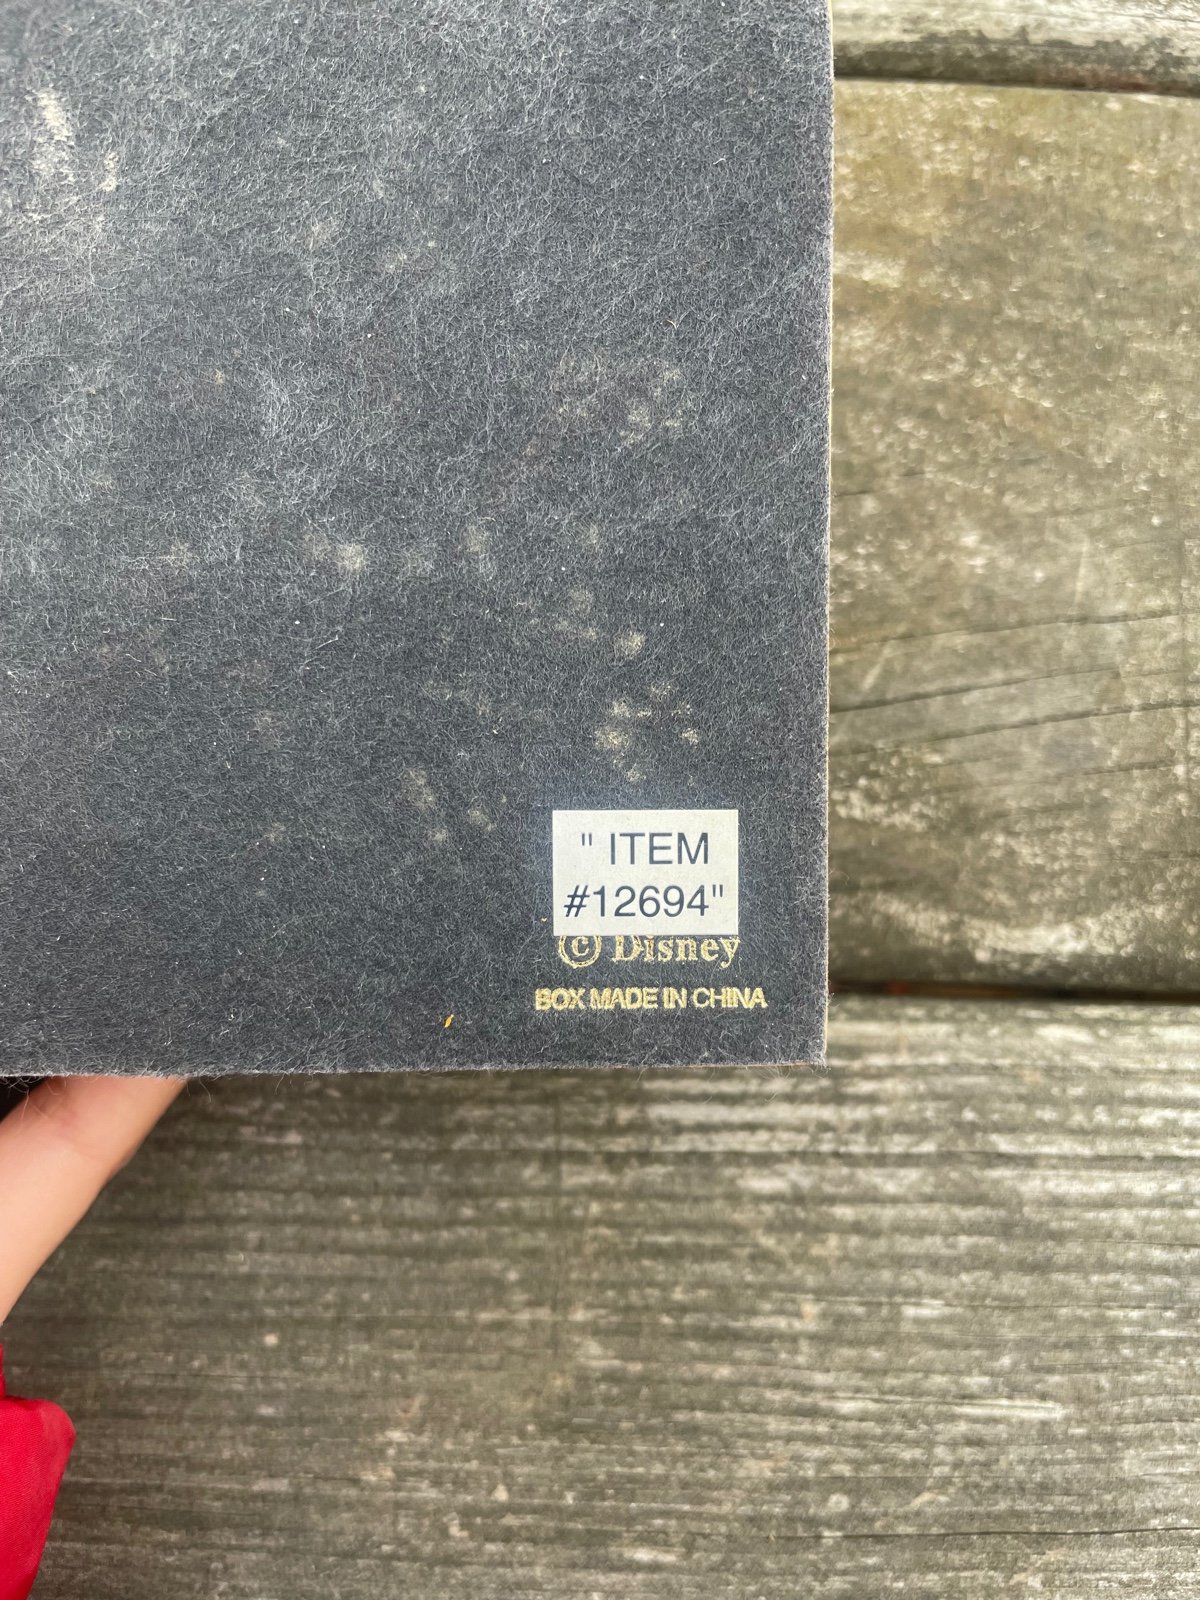 " ITEM
#12694"
© Disney
BOX MADE IN CHINA